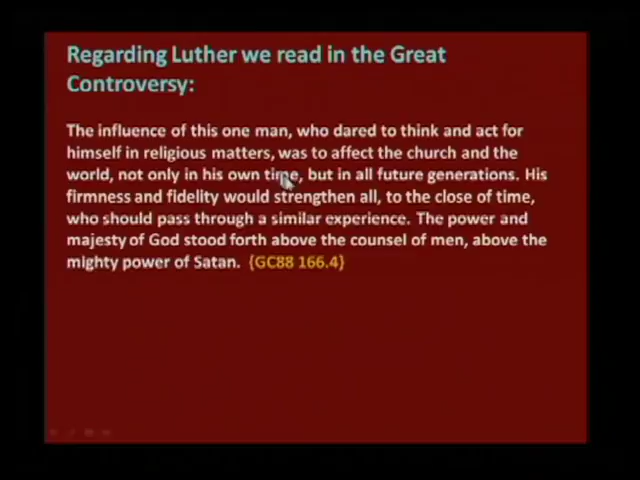 Regarding Luther we read in the Great
Controversy:
The influence of this one man, who dared to think and act for
himself in religious matters, was to affect the church and the
world, not only in his own time, but in all future generations. His
firmness and fidelity would strengthen all, to the close of time,
who should pass through a similar experience. The power and
majesty of God stood forth above the counsel of men, above the
mighty power of Satan. {GC88 166.4}